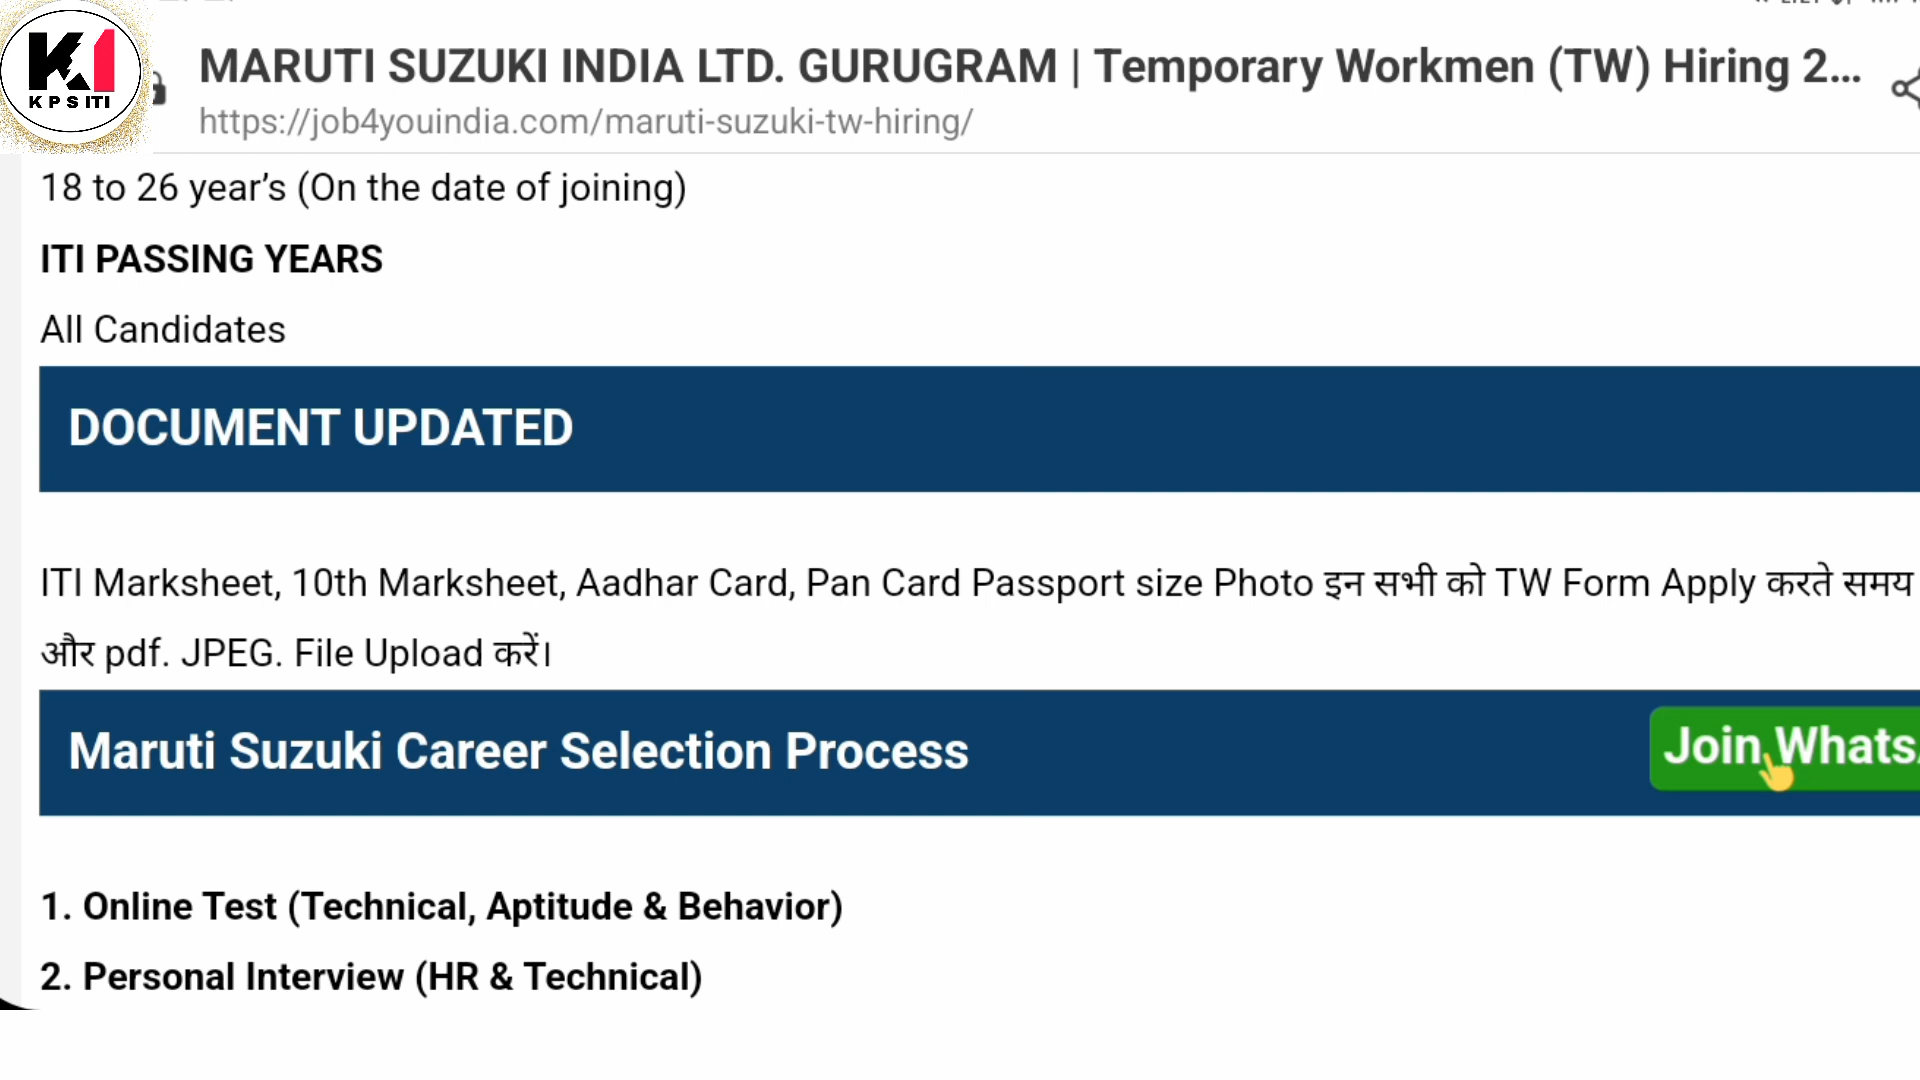 K1
KPSITI
MARUTI SUZUKI INDIA LTD. GURUGRAM | Temporary Workmen (TW) Hiring 2...
https://job4youindia.com/maruti-suzuki-tw-hiring/
18 to 26 year’s (On the date of joining)
ITI PASSING YEARS
All Candidates
DOCUMENT UPDATED
ITI Marksheet, 10th Marksheet, Aadhar Card, Pan Card Passport size Photo इन सभी को TW Form Apply करते समय
और pdf. JPEG. File Upload करें।
Maruti Suzuki Career Selection Process
Join Whats
1. Online Test (Technical, Aptitude & Behavior)
2. Personal Interview (HR & Technical)